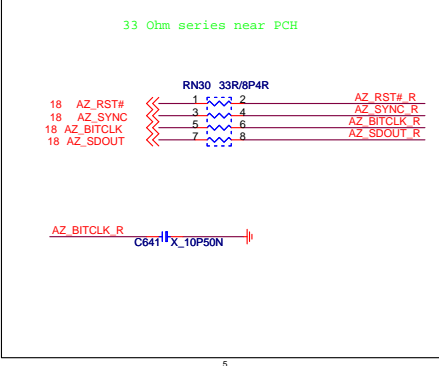 33 Ohm series near PCH
RN30 33R/8P4R
18 AZ_RST# 1 2 AZ_RST#_R
18 AZ_SYNC 3 4 AZ_SYNC_R
18 AZ_BITCLK 5 6 AZ_BITCLK_R
18 AZ_SDOUT 7 8 AZ_SDOUT_R
AZ_BITCLK_R
C641 X_10P50N
5